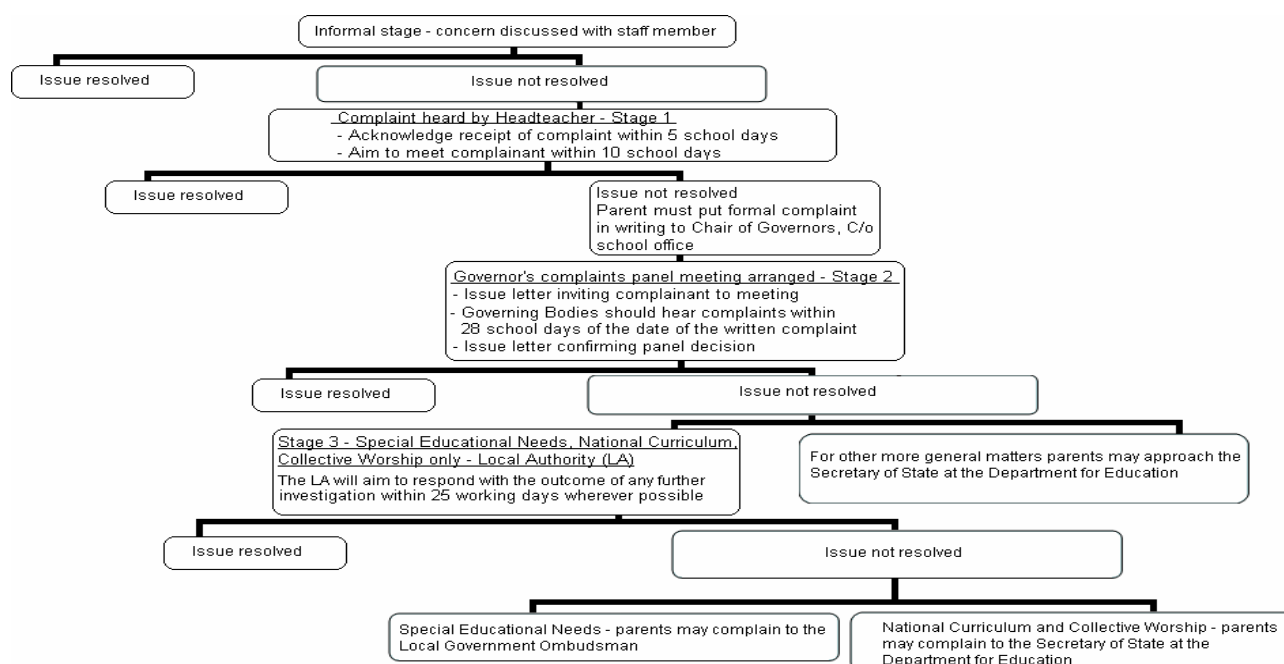 Informal stage - concern discussed with staff member
Issue resolved
Issue not resolved
Complaint heard by Headteacher - Stage 1
- Acknowledge receipt of complaint within 5 school days
- Aim to meet complainant within 10 school days
Issue resolved
Issue not resolved
Parent must put formal complaint
in writing to Chair of Governors, C/o
school office
Governor's complaints panel meeting arranged - Stage 2
- Issue letter inviting complainant to meeting
- Governing Bodies should hear complaints within
28 school days of the date of the written complaint
- Issue letter confirming panel decision
Issue resolved
Issue not resolved
Stage 3 - Special Educational Needs, National Curriculum,
Collective Worship only - Local Authority (LA)
The LA will aim to respond with the outcome of any further
investigation within 25 working days wherever possible
For other more general matters parents may approach the
Secretary of State at the Department for Education
Issue resolved
Issue not resolved
Special Educational Needs - parents may complain to the
Local Government Ombudsman
National Curriculum and Collective Worship - parents
may complain to the Secretary of State at the
Department for Education